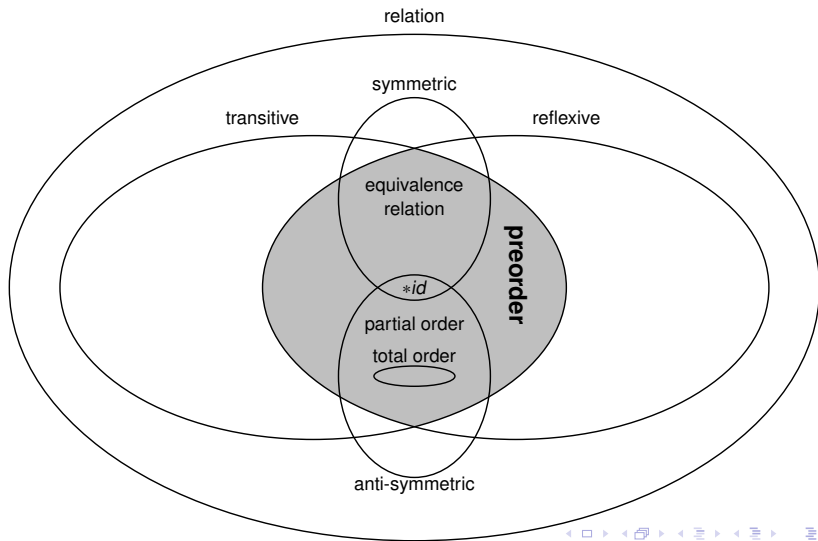 relation
symmetric
transitive
reflexive
equivalence
relation
preorder
*id
partial order
total order
anti-symmetric